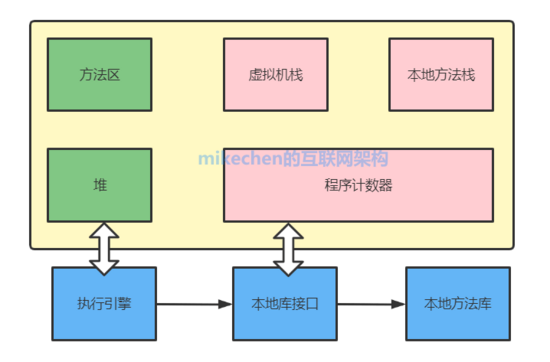 方法区
虚拟机栈
本地方法栈
mikechen的互联网架构
堆
程序计数器
执行引擎
本地库接口
本地方法库